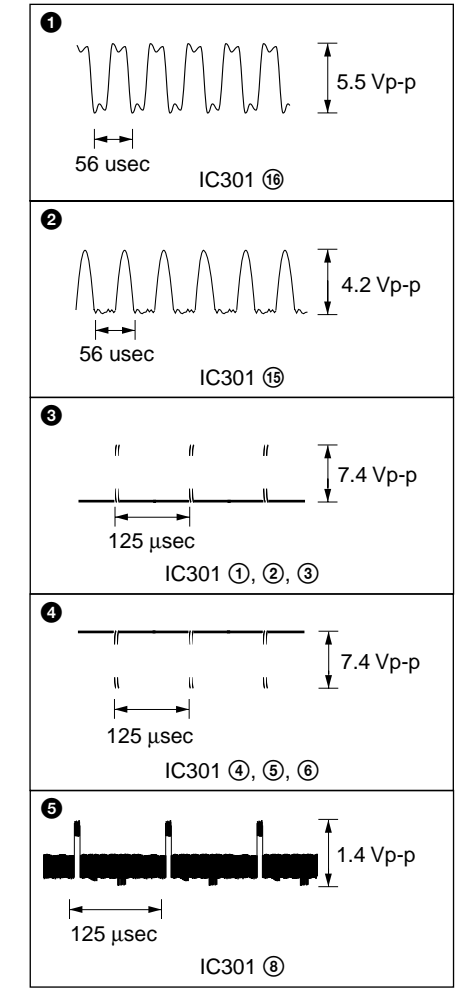 ❶
5.5 Vp-p
56 usec
IC301 ⑯
❷
4.2 Vp-p
56 usec
IC301 ⑮
❸
7.4 Vp-p
125 μsec
IC301 ①, ②, ③
❹
7.4 Vp-p
125 μsec
IC301 ④, ⑤, ⑥
❺
1.4 Vp-p
125 μsec
IC301 ⑧